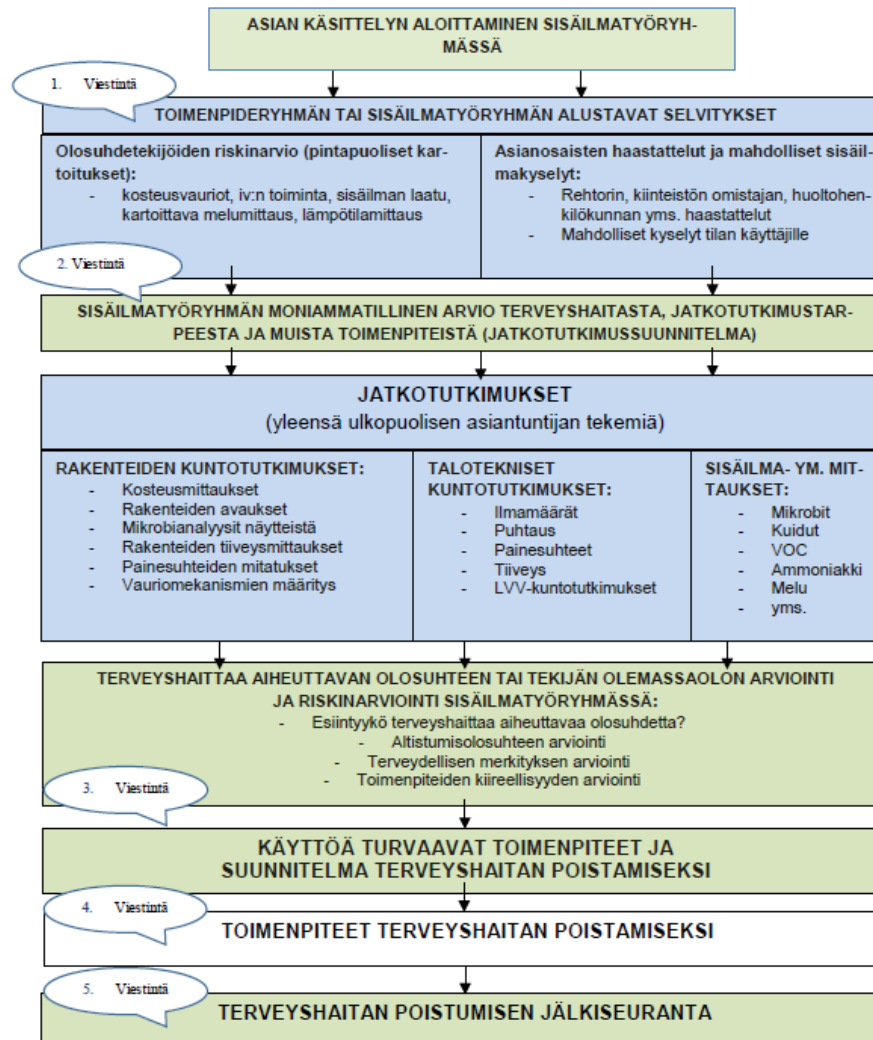 ASIAN KÄSITTELYN ALOITTAMINEN SISÄILMATYÖRYH-
MÄSSÄ
1. Viestintä
TOIMENPIDERYHMÄN TAI SISÄILMATYÖRYHMÄN ALUSTAVAT SELVITYKSET
Olosuhdetekijöiden riskinarvio (pintapuoliset kar-
toitukset):
- kosteusvauriot, iv:n toiminta, sisäilman laatu,
kartoittava melumittaus, lämpötilamittaus
Asianosaisten haastattelut ja mahdolliset sisäil-
makyselyt:
- Rehtorin, kiinteistön omistajan, huoltohen-
kilökunnan yms. haastattelut
- Mahdolliset kyselyt tilan käyttäjille
2. Viestintä
SISÄILMATYÖRYHMÄN MONIAMMATILLINEN ARVIO TERVEYSHAITASTA, JATKOTUTKIMUSTAR-
PEESTA JA MUISTA TOIMENPITEISTÄ (JATKOTUTKIMUSSUUNNITELMA)
JATKOTUTKIMUKSET
(yleensä ulkopuolisen asiantuntijan tekemiä)
RAKENTEIDEN KUNTOTUTKIMUKSET:
- Kosteusmittaukset
- Rakenteiden avaukset
- Mikrobianalyysit näytteistä
- Rakenteiden tiiveysmittaukset
- Painesuhteiden mitatukset
- Vauriomekanismien määritys
TALOTEKNISET
KUNTOTUTKIMUKSET:
- Ilmamäärät
- Puhtaus
- Painesuhteet
- Tiiveys
- LVV-kuntotutkimukset
SISÄILMA- YM. MIT-
TAUKSET:
- Mikrobit
- Kuidut
- VOC
- Ammoniakki
- Melu
- yms.
TERVEYSHAITTAA AIHEUTTAVAN OLOSUHTEEN TAI TEKIJÄN OLEMASSAOLON ARVIOINTI
JA RISKINARVIOINTI SISÄILMATYÖRYHMÄSSÄ:
- Esiintyykö terveyshaittaa aiheuttavaa olosuhdetta?
- Altistumisolosuhteen arviointi
- Terveydellisen merkityksen arviointi
- Toimenpiteiden kiireellisyyden arviointi
3. Viestintä
KÄYTTÖÄ TURVAAVAT TOIMENPITEET JA
SUUNNITELMA TERVEYSHAITAN POISTAMISEKSI
4. Viestintä
TOIMENPITEET TERVEYSHAITAN POISTAMISEKSI
5. Viestintä
TERVEYSHAITAN POISTUMISEN JÄLKISEURANTA